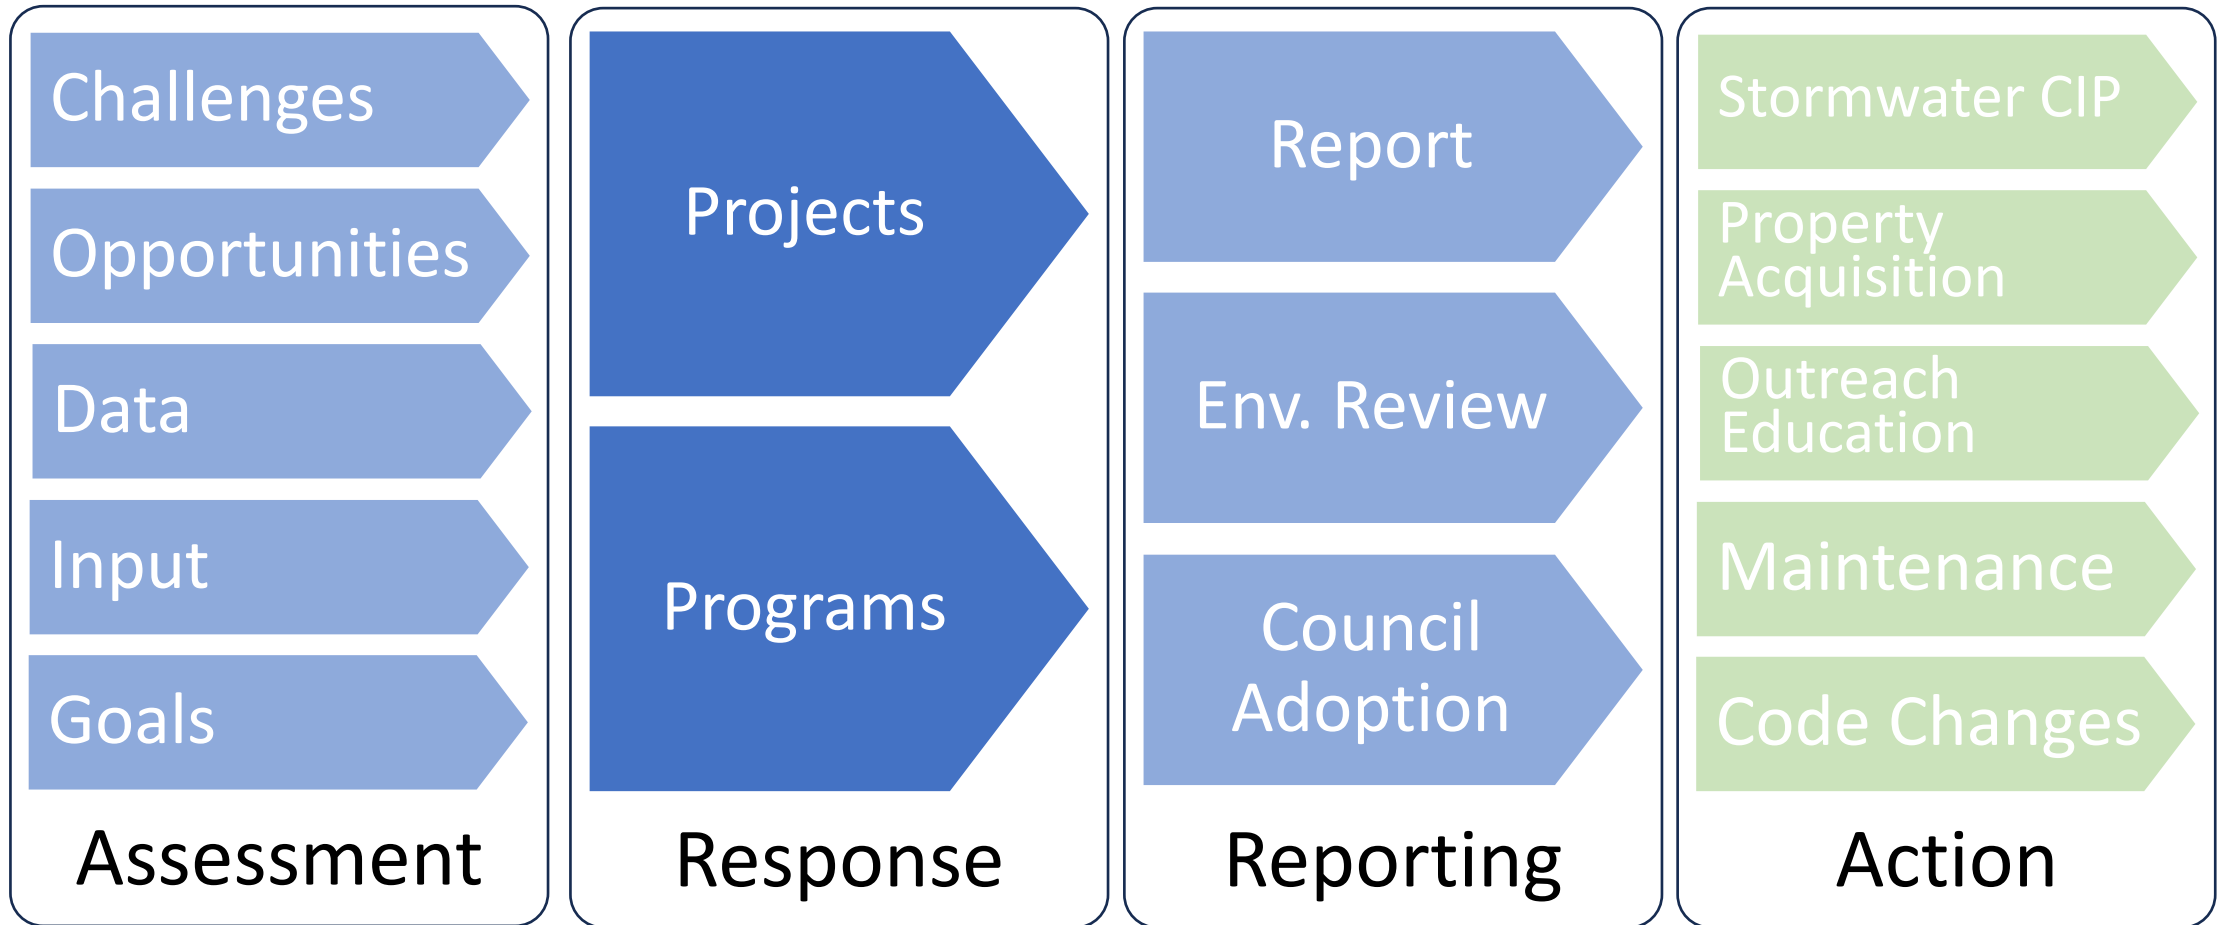 Challenges
Opportunities
Data
Input
Goals
Assessment
Projects
Programs
Response
Report
Env. Review
Council
Adoption
Reporting
Stormwater CIP
Property
Acquisition
Outreach
Education
Maintenance
Code Changes
Action